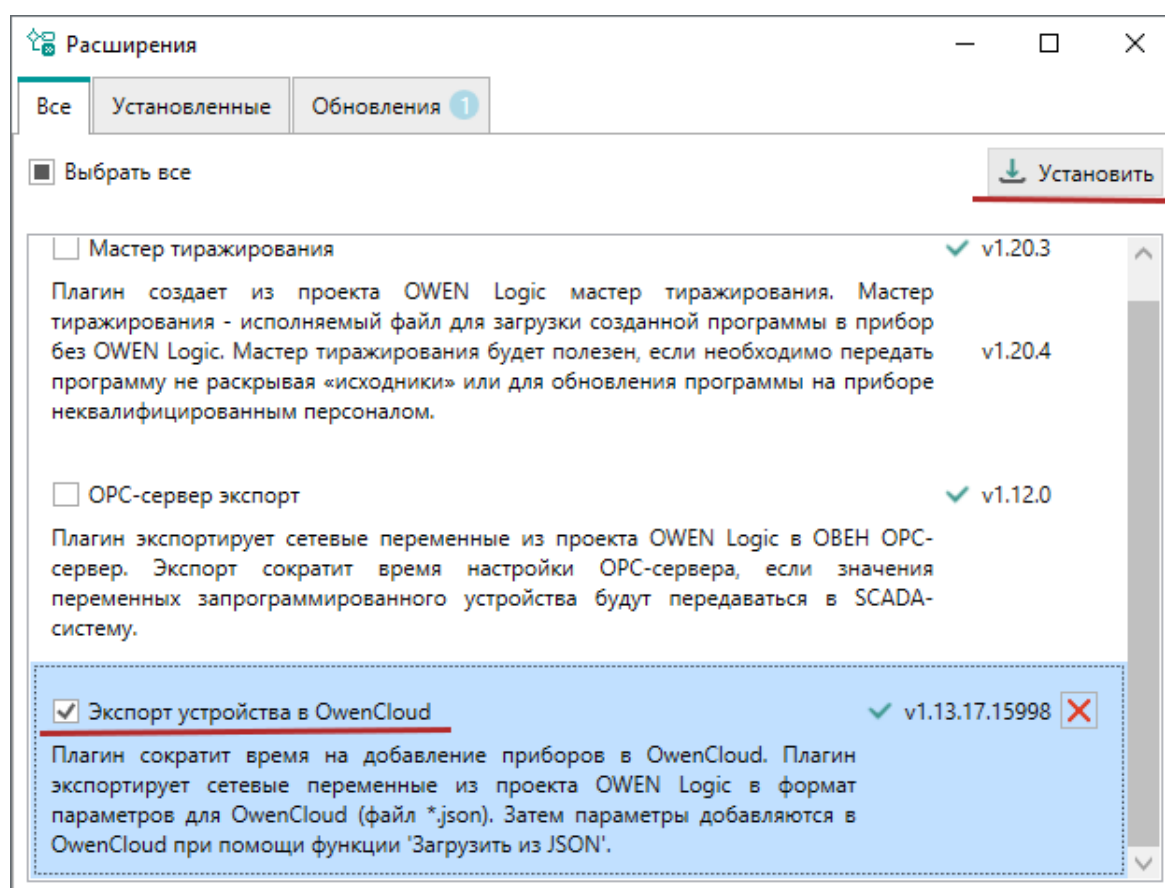 Расширения
Все Установленные Обновления 1
Выбрать все Установить
Мастер тиражирования v1.20.3
Плагин создает из проекта OWEN Logic мастер тиражирования. Мастер
тиражирования - исполняемый файл для загрузки созданной программы в прибор
без OWEN Logic. Мастер тиражирования будет полезен, если необходимо передать v1.20.4
программу не раскрывая «исходники» или для обновления программы на приборе
неквалифицированным персоналом.
OPC-сервер экспорт v1.12.0
Плагин экспортирует сетевые переменные из проекта OWEN Logic в ОВЕН OPC-
сервер. Экспорт сократит время настройки OPC-сервера, если значения
переменных запрограммированного устройства будут передаваться в SCADA-
систему.
Экспорт устройства в OwenCloud v1.13.17.15998
Плагин сократит время на добавление приборов в OwenCloud. Плагин
экспортирует сетевые переменные из проекта OWEN Logic в формат
параметров для OwenCloud (файл *.json). Затем параметры добавляются в
OwenCloud при помощи функции 'Загрузить из JSON'.